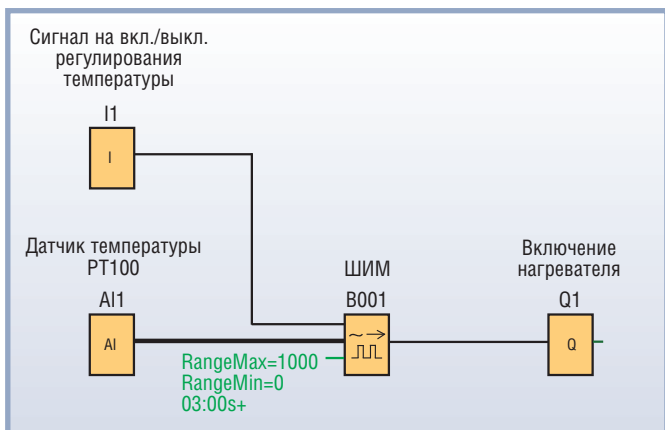 Сигнал на вкл./выкл.
регулирования
температуры
I1
I
Датчик температуры
PT100
AI1
AI
ШИМ
B001
RangeMax=1000
RangeMin=0
03:00s+
Включение
нагревателя
Q1
Q